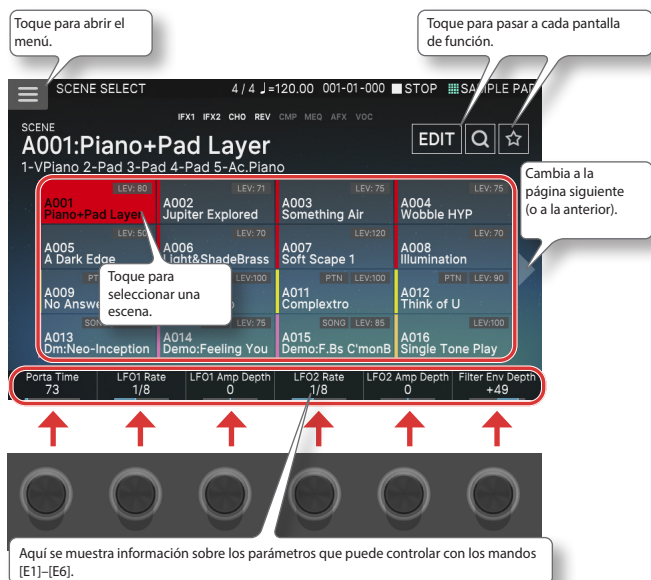 Toque para abrir el
menú.
Toque para pasar a cada pantalla
de función.
SCENE SELECT 4 / 4 ♩=120.00 001-01-000 STOP SAMPLE PAD
IFX1 IFX2 CHO REV CMP MEQ AFX VOC
SCENE
A001:Piano+Pad Layer
EDIT
1-VPiano 2-Pad 3-Pad 4-Pad 5-Ac.Piano
Cambia a la
página siguiente
(o a la anterior).
LEV: 80 LEV: 71 LEV: 75 LEV: 75
A001 A002 A003 A004
Piano+Pad Layer Jupiter Explored Something Air Wobble HYP
LEV: 50 LEV: 70 LEV:120 LEV: 70
A005 A006 A007 A008
A Dark Edge Light&ShadeBrass Soft Scape 1 Illumination
Toque para
seleccionar una
escena.
LEV:100 PTN LEV:100 PTN LEV: 90
A009 A011 A012
Complextro Think of U
LEV: 75 SONG LEV: 85 LEV:100
A013 A014 A015 A016
Dm:Neo-Inception Demo:Feeling You Demo:F.Bs C'monB Single Tone Play
Porta Time LFO1 Rate LFO1 Amp Depth LFO2 Rate LFO2 Amp Depth Filter Env Depth
73 1/8 0 1/8 0 +49
Aquí se muestra información sobre los parámetros que puede controlar con los mandos
[E1]–[E6].